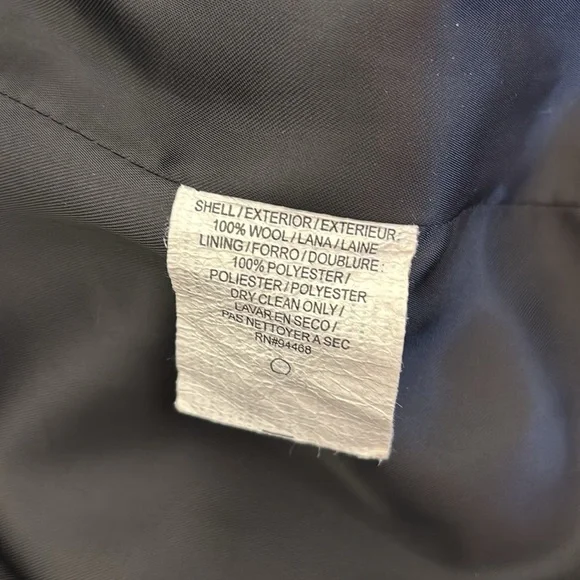 SHELL/EXTERIOR/EXTERIEUR:
100% WOOL/LANA/LAINE
LINING/FORRO/DOUBLURE:
100% POLYESTER/
POLIESTER/POLYESTER
DRY CLEAN ONLY/
LAVAR EN SECO/
PAS NETTOYER A SEC
RN#94468